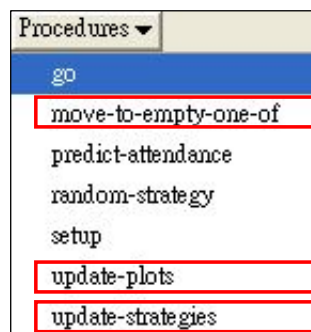 Procedures
go
move-to-empty-one-of
predict-attendance
random-strategy
setup
update-plots
update-strategies